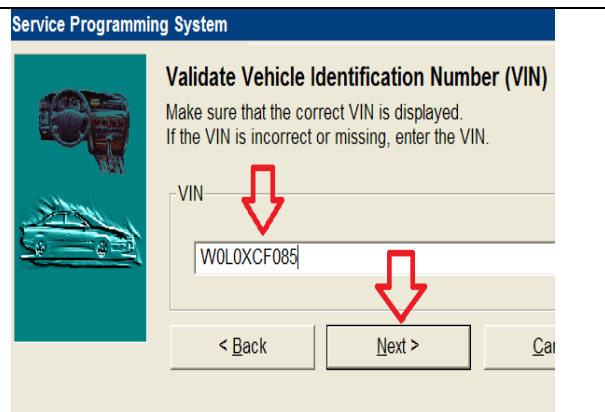 Service Programming System
Validate Vehicle Identification Number (VIN)
Make sure that the correct VIN is displayed.
If the VIN is incorrect or missing, enter the VIN.
VIN
W0L0XCF085
< Back
Next >
Ca